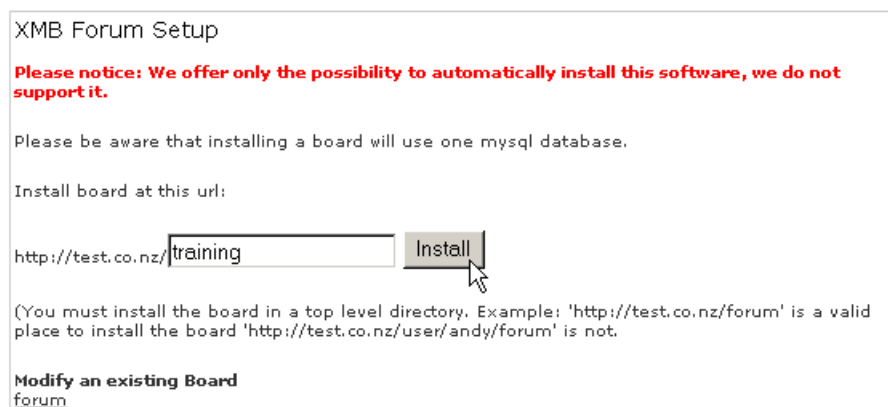 XMB Forum Setup
Please notice: We offer only the possibility to automatically install this software, we do not
support it.
Please be aware that installing a board will use one mysql database.
Install board at this url:
http://test.co.nz/ training Install
(You must install the board in a top level directory. Example: 'http://test.co.nz/forum' is a valid
place to install the board 'http://test.co.nz/user/andy/forum' is not.
Modify an existing Board
forum